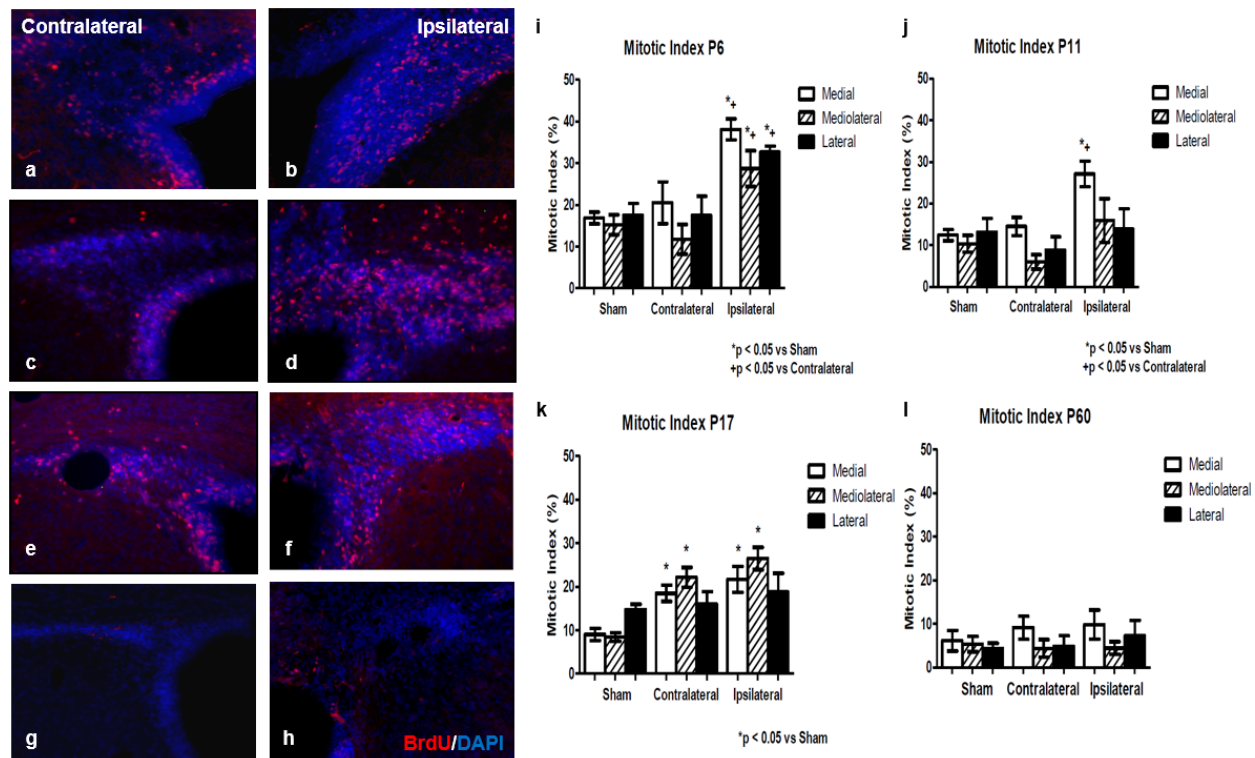 Contralateral
Ipsilateral
a
b
c
d
e
f
g
h
BrdU/DAPI
i
Mitotic Index P6
Mitotic Index (%)
50
40
30
20
10
0
*+
*+
*+
Sham
Contralateral
Ipsilateral
Medial
Mediolateral
Lateral
*p < 0.05 vs Sham
+p < 0.05 vs Contralateral
j
Mitotic Index P11
Mitotic Index (%)
50
40
30
20
10
0
*+
Sham
Contralateral
Ipsilateral
Medial
Mediolateral
Lateral
*p < 0.05 vs Sham
+p < 0.05 vs Contralateral
k
Mitotic Index P17
Mitotic Index (%)
50
40
30
20
10
0
*
*
*
*
Sham
Contralateral
Ipsilateral
Medial
Mediolateral
Lateral
*p < 0.05 vs Sham
l
Mitotic Index P60
Mitotic Index (%)
50
40
30
20
10
0
Sham
Contralateral
Ipsilateral
Medial
Mediolateral
Lateral